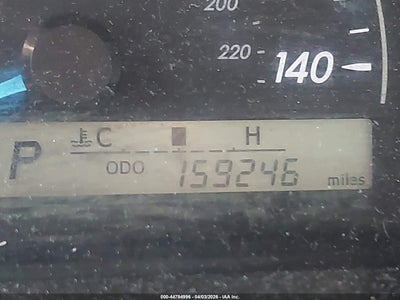 200
220
140
C
H
P
ODO 159246 miles
000-44784996 - 04/03/2026 - IAA Inc.